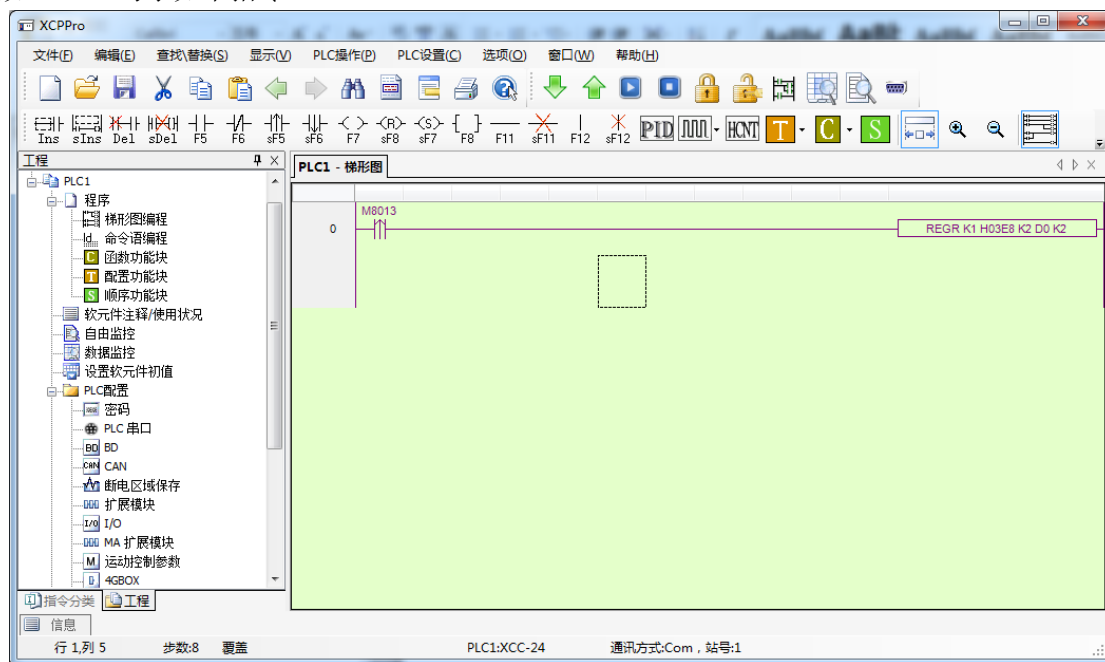 XCPPro
文件(F) 编辑(E) 查找\替换(S) 显示(V) PLC操作(P) PLC设置(C) 选项(O) 窗口(W) 帮助(H)
Ins sIns Del sDel F5 F6 sF5 sF6 F7 sF8 sF7 F8 F11 sF11 F12 sF12 PID HCNT T C S
工程
PLC1 - 梯形图
PLC1
程序
梯形图编程
命令语编程
函数功能块
配置功能块
顺序功能块
软元件注释/使用状况
自由监控
数据监控
设置软元件初值
PLC配置
密码
PLC 串口
BD BD
CAN CAN
断电区域保存
扩展模块
I/O I/O
MA 扩展模块
M 运动控制参数
4GBOX
指令分类 工程
0
M8013
REGR K1 H03E8 K2 D0 K2
信息
行 1,列 5 步数:8 覆盖 PLC1:XCC-24 通讯方式:Com，站号:1